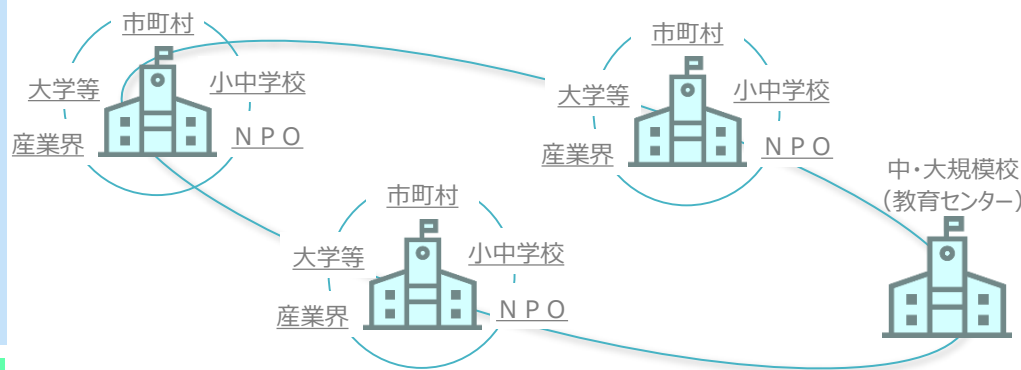 市町村
大学等
小中学校
産業界
ＮＰＯ
市町村
大学等
小中学校
産業界
ＮＰＯ
市町村
大学等
小中学校
産業界
ＮＰＯ
中・大規模校
（教育センター）